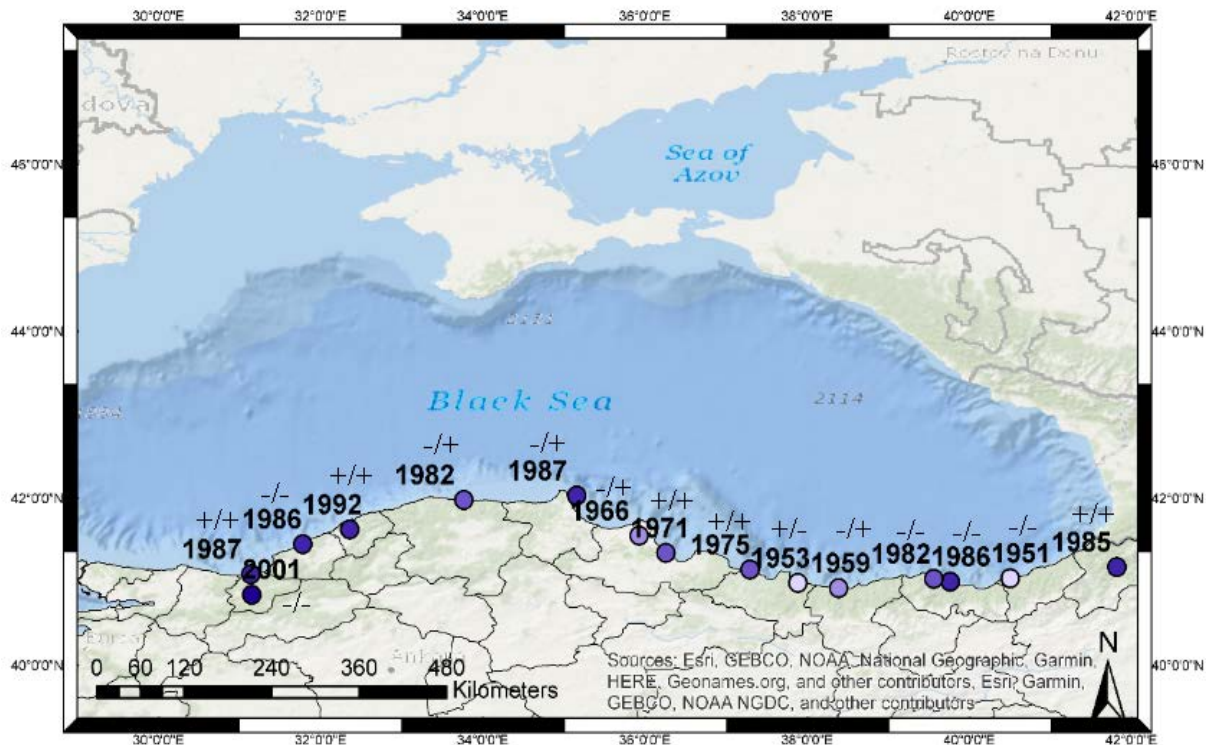 30°0'0"E 32°0'0"E 34°0'0"E 36°0'0"E 38°0'0"E 40°0'0"E 42°0'0"E
Rostov na Donu
dova
46°0'0"N 46°0'0"N
Sea of
Azov
44°0'0"N 44°0'0"N
2131
Black Sea
2114
-/+ -/+
1982 1987
42°0'0"N 42°0'0"N
-/- +/+ -/+
1992 1966 +/+
+/+ 1986 1971 +/+ +/- -/+ -/- -/- -/- +/+
1987 1975 1953 1959 1982 1986 1951 1985
2001
-/-
40°0'0"N 40°0'0"N
N
0 60 120 240 360 480
Kilometers
Sources: Esri, GEBCO, NOAA, National Geographic, Garmin,
HERE, Geonames.org, and other contributors, Esri, Garmin,
GEBCO, NOAA NGDC, and other contributors
30°0'0"E 32°0'0"E 34°0'0"E 36°0'0"E 38°0'0"E 40°0'0"E 42°0'0"E